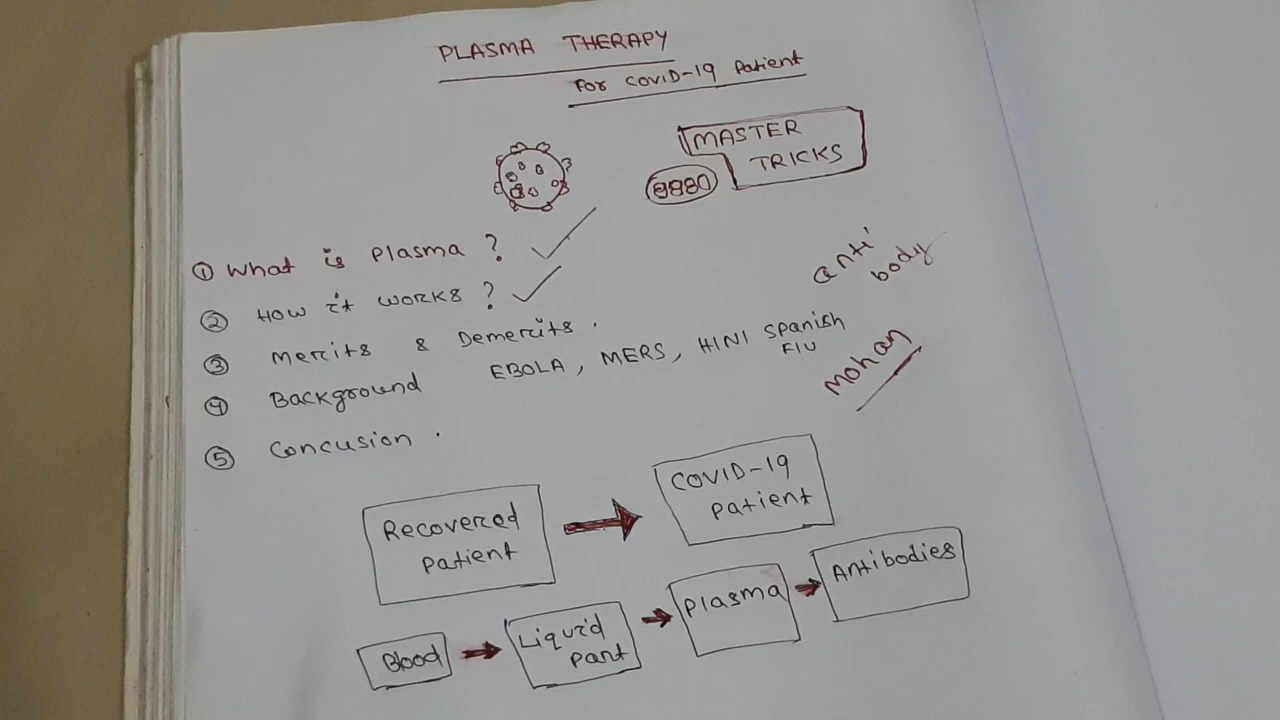 PLASMA THERAPY
For COVID-19 Patient
MASTER
TRICKS
① What is Plasma ?
② How it works ?
③ Merits & Demerits .
④ Background EBOLA, MERS, H1N1 Spanish
Flu
⑤ Concusion .
anti
body
Mohan
Recovered
Patient
COVID-19
Patient
Blood
Liquid
Part
Plasma
Antibodies